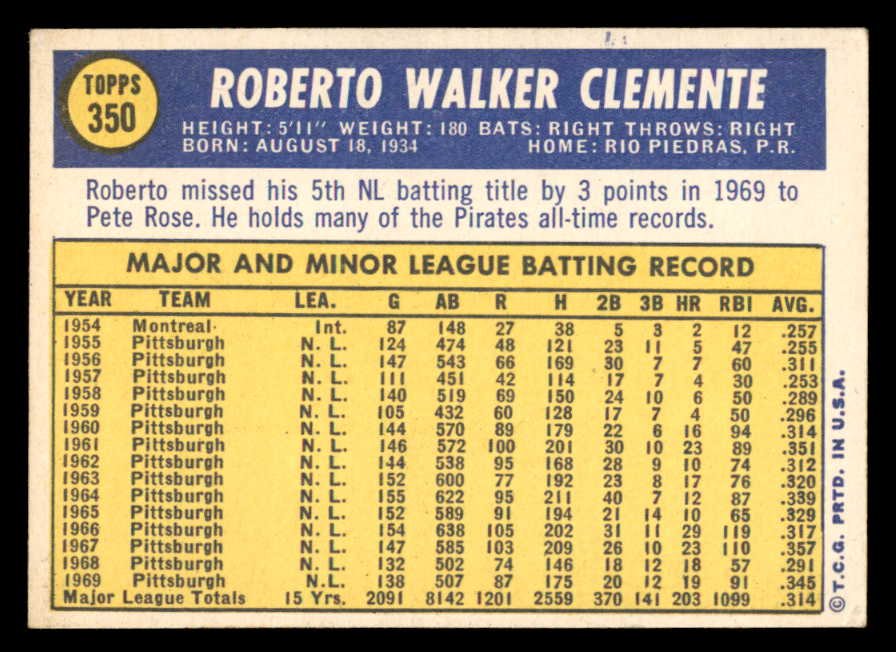 TOPPS
350
ROBERTO WALKER CLEMENTE
HEIGHT: 5'11" WEIGHT: 180 BATS: RIGHT THROWS: RIGHT
BORN: AUGUST 18, 1934 HOME: RIO PIEDRAS, P.R.
Roberto missed his 5th NL batting title by 3 points in 1969 to
Pete Rose. He holds many of the Pirates all-time records.
MAJOR AND MINOR LEAGUE BATTING RECORD
YEAR TEAM LEA. G AB R H 2B 3B HR RBI AVG.
1954 Montreal Int. 87 148 27 38 5 3 2 12 .257
1955 Pittsburgh N. L. 124 474 48 121 23 11 5 47 .255
1956 Pittsburgh N. L. 147 543 66 169 30 7 7 60 .311
1957 Pittsburgh N. L. 111 451 42 114 17 7 4 30 .253
1958 Pittsburgh N. L. 140 519 69 150 24 10 6 50 .289
1959 Pittsburgh N. L. 105 432 60 128 17 7 4 50 .296
1960 Pittsburgh N. L. 144 570 89 179 22 6 16 94 .314
1961 Pittsburgh N. L. 146 572 100 201 30 10 23 89 .351
1962 Pittsburgh N. L. 144 538 95 168 28 9 10 74 .312
1963 Pittsburgh N. L. 152 600 77 192 23 8 17 76 .320
1964 Pittsburgh N. L. 155 622 95 211 40 7 12 87 .339
1965 Pittsburgh N. L. 152 589 91 194 21 14 10 65 .329
1966 Pittsburgh N. L. 154 638 105 202 31 11 29 119 .317
1967 Pittsburgh N. L. 147 585 103 209 26 10 23 110 .357
1968 Pittsburgh N. L. 132 502 74 146 18 12 18 57 .291
1969 Pittsburgh N.L. 138 507 87 175 20 12 19 91 .345
Major League Totals 15 Yrs. 2091 8142 1201 2559 370 141 203 1099 .314
© T.C.G. PRTD. IN U.S.A.